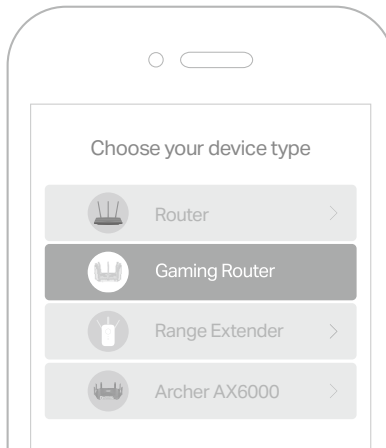 Choose your device type
Router
Gaming Router
Range Extender
Archer AX6000